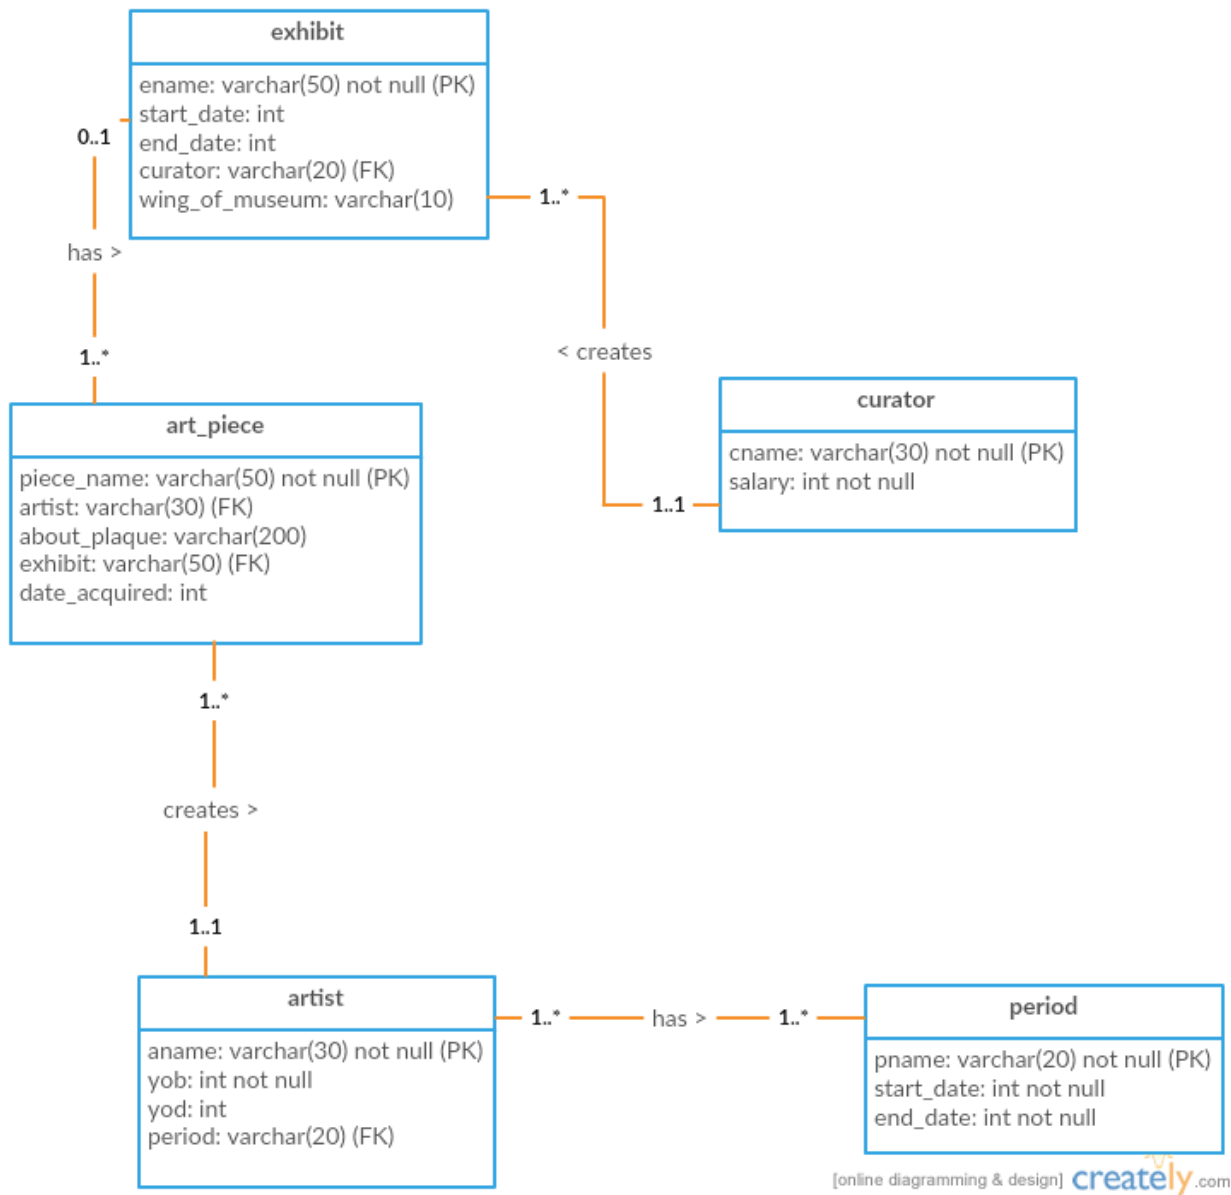 exhibit
ename: varchar(50) not null (PK)
start_date: int
end_date: int
curator: varchar(20) (FK)
wing_of_museum: varchar(10)
0..1
1..*
has >
1..*
< creates
curator
cname: varchar(30) not null (PK)
salary: int not null
1..1
art_piece
piece_name: varchar(50) not null (PK)
artist: varchar(30) (FK)
about_plaque: varchar(200)
exhibit: varchar(50) (FK)
date_acquired: int
1..*
creates >
1..1
artist
aname: varchar(30) not null (PK)
yob: int not null
yod: int
period: varchar(20) (FK)
1..*
has >
1..*
period
pname: varchar(20) not null (PK)
start_date: int not null
end_date: int not null
[online diagramming & design] creately.com